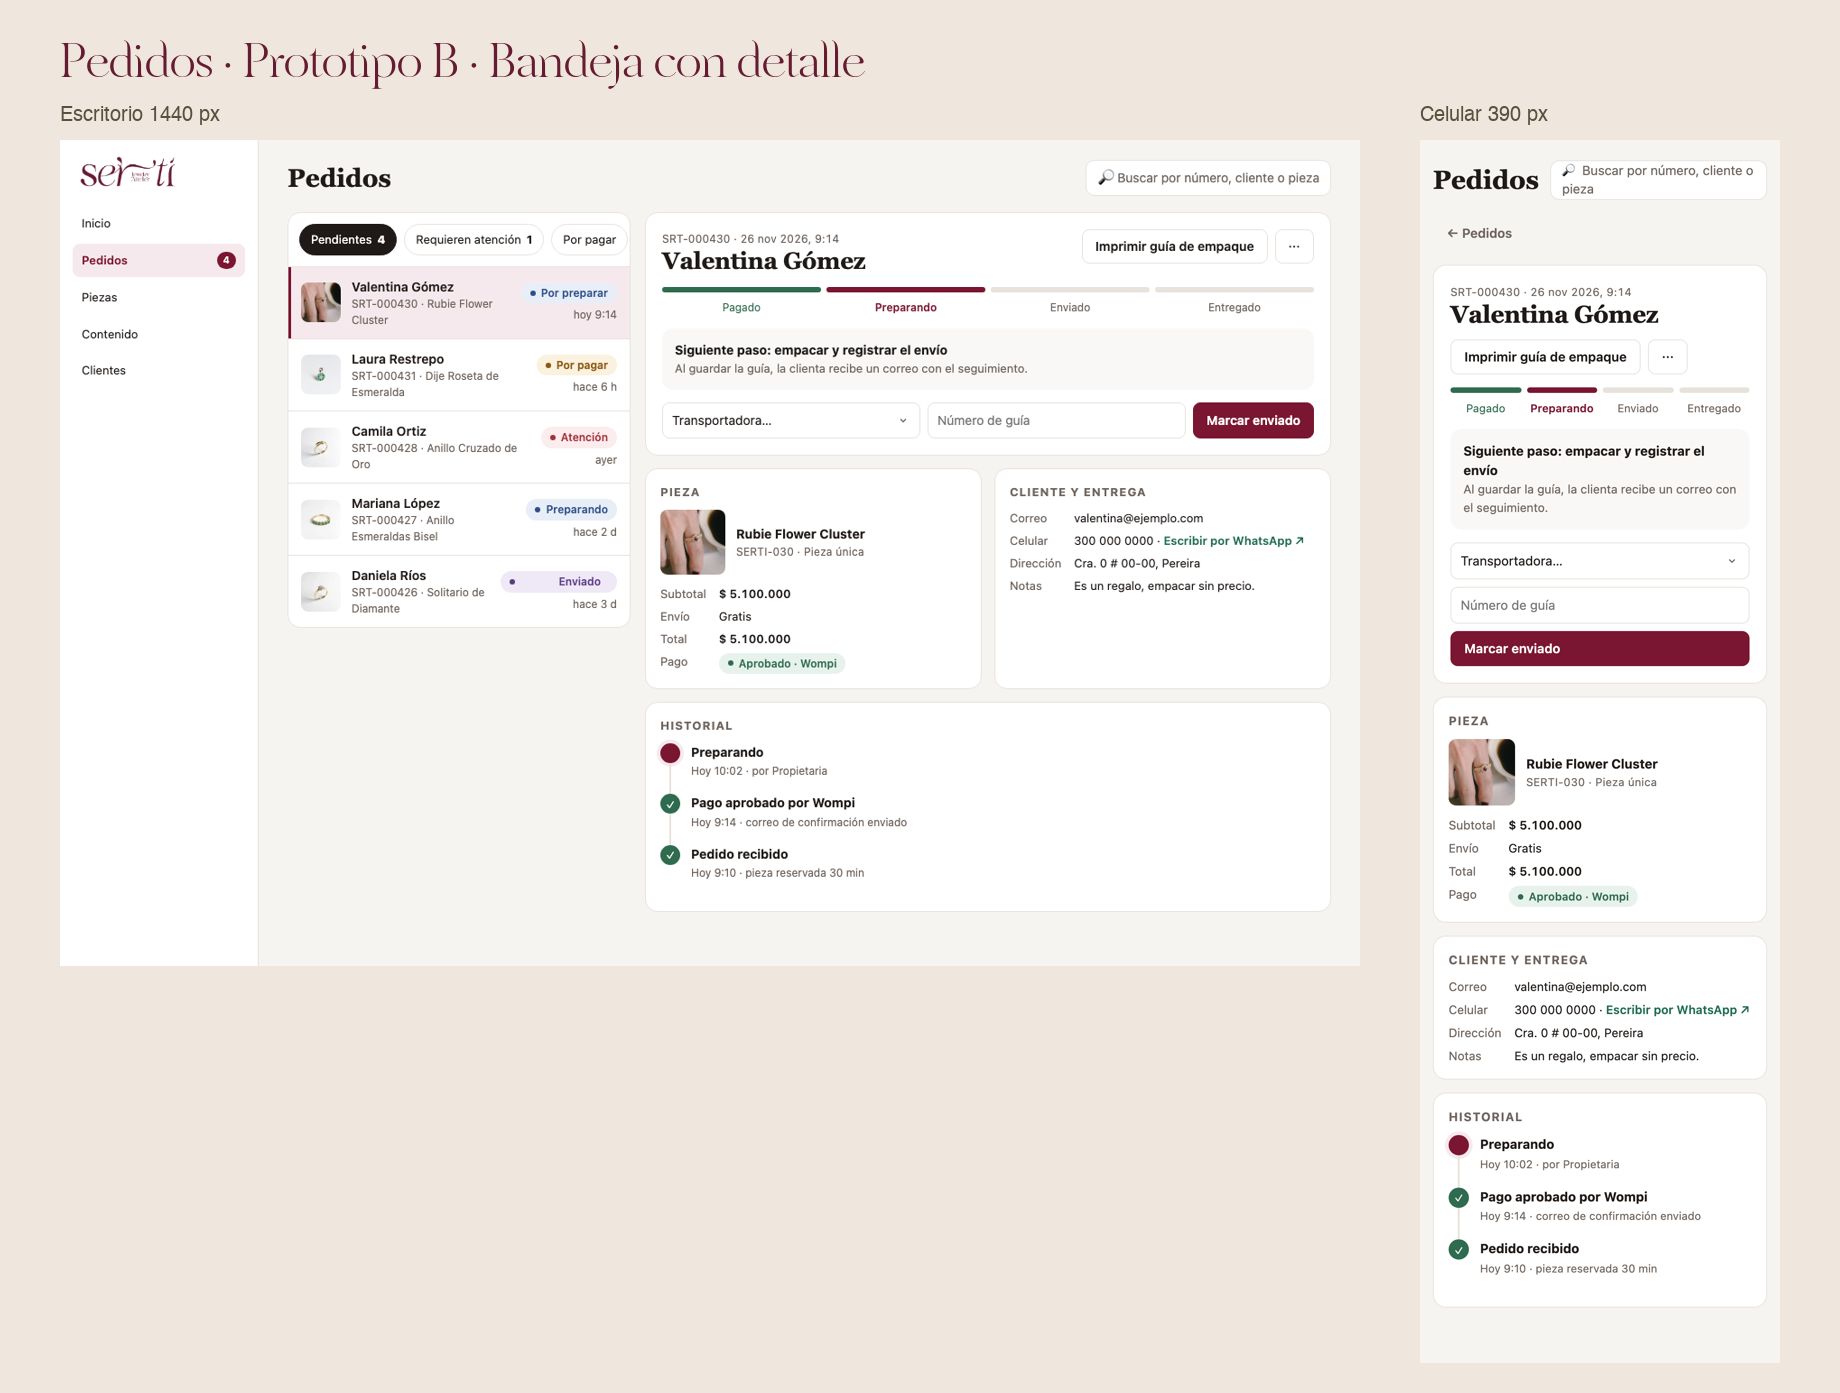 Pedidos · Prototipo B · Bandeja con detalle
Escritorio 1440 px
serti
Inicio
Pedidos 4
Piezas
Contenido
Clientes
Pedidos
Buscar por número, cliente o pieza
Pendientes 4
Requieren atención 1
Por pagar
Valentina Gómez
SRT-000430 · Rubie Flower
Cluster
Por preparar
hoy 9:14
Laura Restrepo
SRT-000431 · Dije Roseta de
Esmeralda
Por pagar
hace 6 h
Camila Ortiz
SRT-000428 · Anillo Cruzado de
Oro
Atención
ayer
Mariana López
SRT-000427 · Anillo
Esmeraldas Bisel
Preparando
hace 2 d
Daniela Ríos
SRT-000426 · Solitario de
Diamante
Enviado
hace 3 d
SRT-000430 · 26 nov 2026, 9:14
Valentina Gómez
Imprimir guía de empaque
···
Pagado
Preparando
Enviado
Entregado
Siguiente paso: empacar y registrar el envío
Al guardar la guía, la clienta recibe un correo con el seguimiento.
Transportadora...
Número de guía
Marcar enviado
PIEZA
Rubie Flower Cluster
SERTI-030 · Pieza única
Subtotal $ 5.100.000
Envío Gratis
Total $ 5.100.000
Pago Aprobado · Wompi
CLIENTE Y ENTREGA
Correo valentina@ejemplo.com
Celular 300 000 0000 · Escribir por WhatsApp ↗
Dirección Cra. 0 # 00-00, Pereira
Notas Es un regalo, empacar sin precio.
HISTORIAL
Preparando
Hoy 10:02 · por Propietaria
Pago aprobado por Wompi
Hoy 9:14 · correo de confirmación enviado
Pedido recibido
Hoy 9:10 · pieza reservada 30 min
Celular 390 px
Pedidos
Buscar por número, cliente o
pieza
← Pedidos
SRT-000430 · 26 nov 2026, 9:14
Valentina Gómez
Imprimir guía de empaque
···
Pagado
Preparando
Enviado
Entregado
Siguiente paso: empacar y registrar el
envío
Al guardar la guía, la clienta recibe un correo con
el seguimiento.
Transportadora...
Número de guía
Marcar enviado
PIEZA
Rubie Flower Cluster
SERTI-030 · Pieza única
Subtotal $ 5.100.000
Envío Gratis
Total $ 5.100.000
Pago Aprobado · Wompi
CLIENTE Y ENTREGA
Correo valentina@ejemplo.com
Celular 300 000 0000 · Escribir por WhatsApp ↗
Dirección Cra. 0 # 00-00, Pereira
Notas Es un regalo, empacar sin precio.
HISTORIAL
Preparando
Hoy 10:02 · por Propietaria
Pago aprobado por Wompi
Hoy 9:14 · correo de confirmación enviado
Pedido recibido
Hoy 9:10 · pieza reservada 30 min